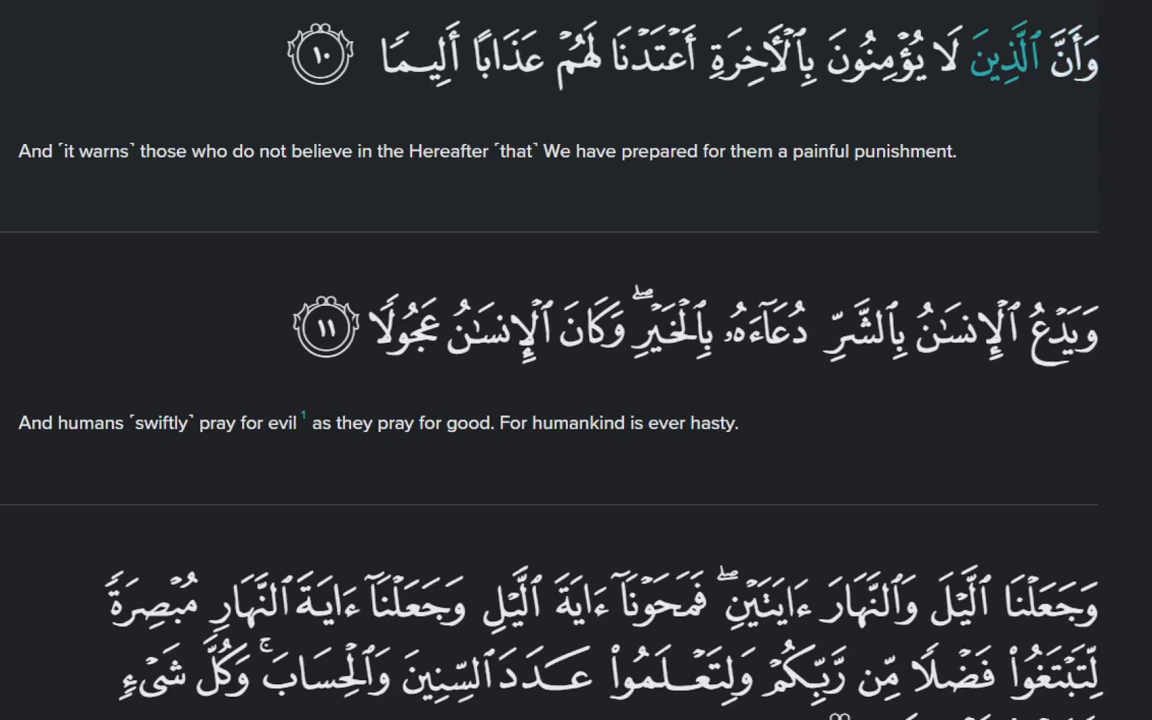 وَأَنَّ ٱلَّذِينَ لَا يُؤْمِنُونَ بِٱلْـَٔاخِرَةِ أَعْتَدْنَا لَهُمْ عَذَابًا أَلِيمًا ١٠
And ˹it warns˺ those who do not believe in the Hereafter ˹that˺ We have prepared for them a painful punishment.
وَيَدْعُ ٱلْإِنسَـٰنُ بِٱلشَّرِّ دُعَآءَهُۥ بِٱلْخَيْرِ ۖ وَكَانَ ٱلْإِنسَـٰنُ عَجُولًا ١١
And humans ˹swiftly˺ pray for evil 1 as they pray for good. For humankind is ever hasty.
وَجَعَلْنَا ٱلَّيْلَ وَٱلنَّهَارَ ءَايَتَيْنِ ۖ فَمَحَوْنَآ ءَايَةَ ٱلَّيْلِ وَجَعَلْنَآ ءَايَةَ ٱلنَّهَارِ مُبْصِرَةً
لِّتَبْتَغُوا۟ فَضْلًا مِّن رَّبِّكُمْ وَلِتَعْلَمُوا۟ عَدَدَ ٱلسِّنِينَ وَٱلْحِسَابَ ۚ وَكُلَّ شَىْءٍ